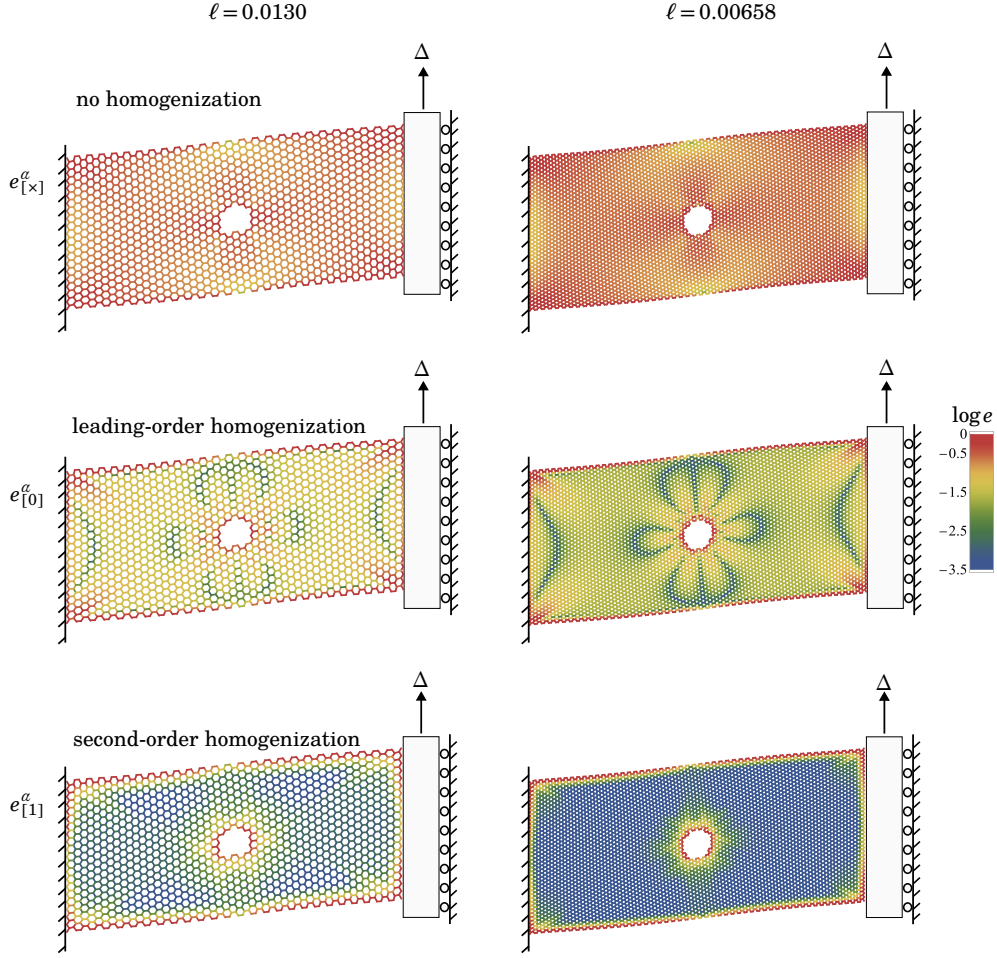 ℓ = 0.0130
ℓ = 0.00658
Δ
Δ
no homogenization
e^α_[×]
Δ
Δ
leading-order homogenization
log e
0
−0.5
−1.5
−2.5
−3.5
e^α_[0]
Δ
Δ
second-order homogenization
e^α_[1]